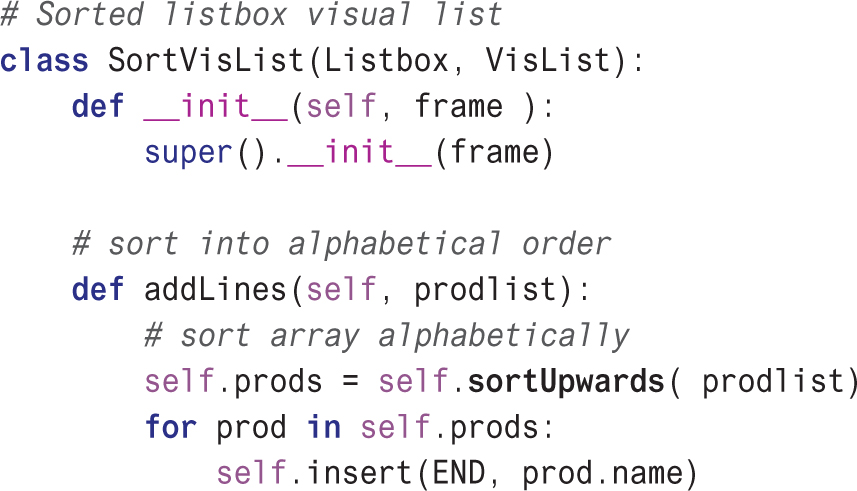 # Sorted listbox visual list
class SortVisList(Listbox, VisList):
    def __init__(self, frame ):
        super().__init__(frame)

    # sort into alphabetical order
    def addLines(self, prodlist):
        # sort array alphabetically
        self.prods = self.sortUpwards( prodlist)
        for prod in self.prods:
            self.insert(END, prod.name)